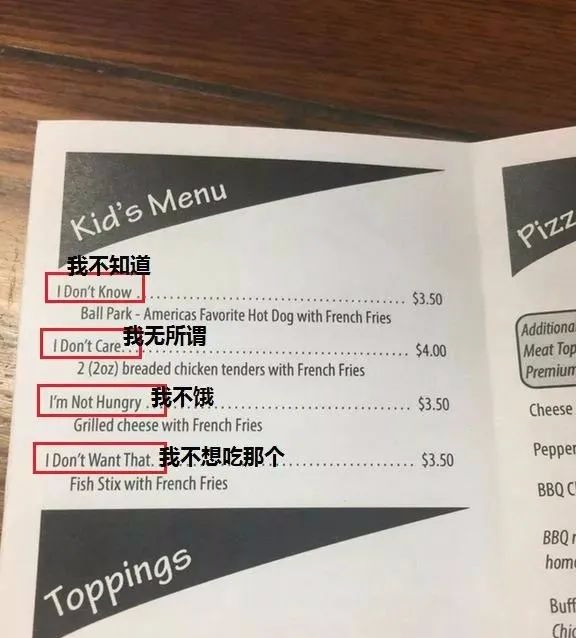 Kid's Menu
我不知道
I Don't Know . . . . . . . . . . . . . . . . . . . . . . . . . . $3.50
Ball Park - Americas Favorite Hot Dog with French Fries
我无所谓
I Don't Care. . . . . . . . . . . . . . . . . . . . . . . . . . $4.00
2 (2oz) breaded chicken tenders with French Fries
我不饿
I'm Not Hungry . . . . . . . . . . . . . . . . . . . . . . . . $3.50
Grilled cheese with French Fries
我不想吃那个
I Don't Want That. . . . . . . . . . . . . . . . . . . . . . . $3.50
Fish Stix with French Fries
Toppings
Pizz
Additiona
Meat Top
Premium
Cheese
Pepper
BBQ C
BBQ
hom
Buff
Chic